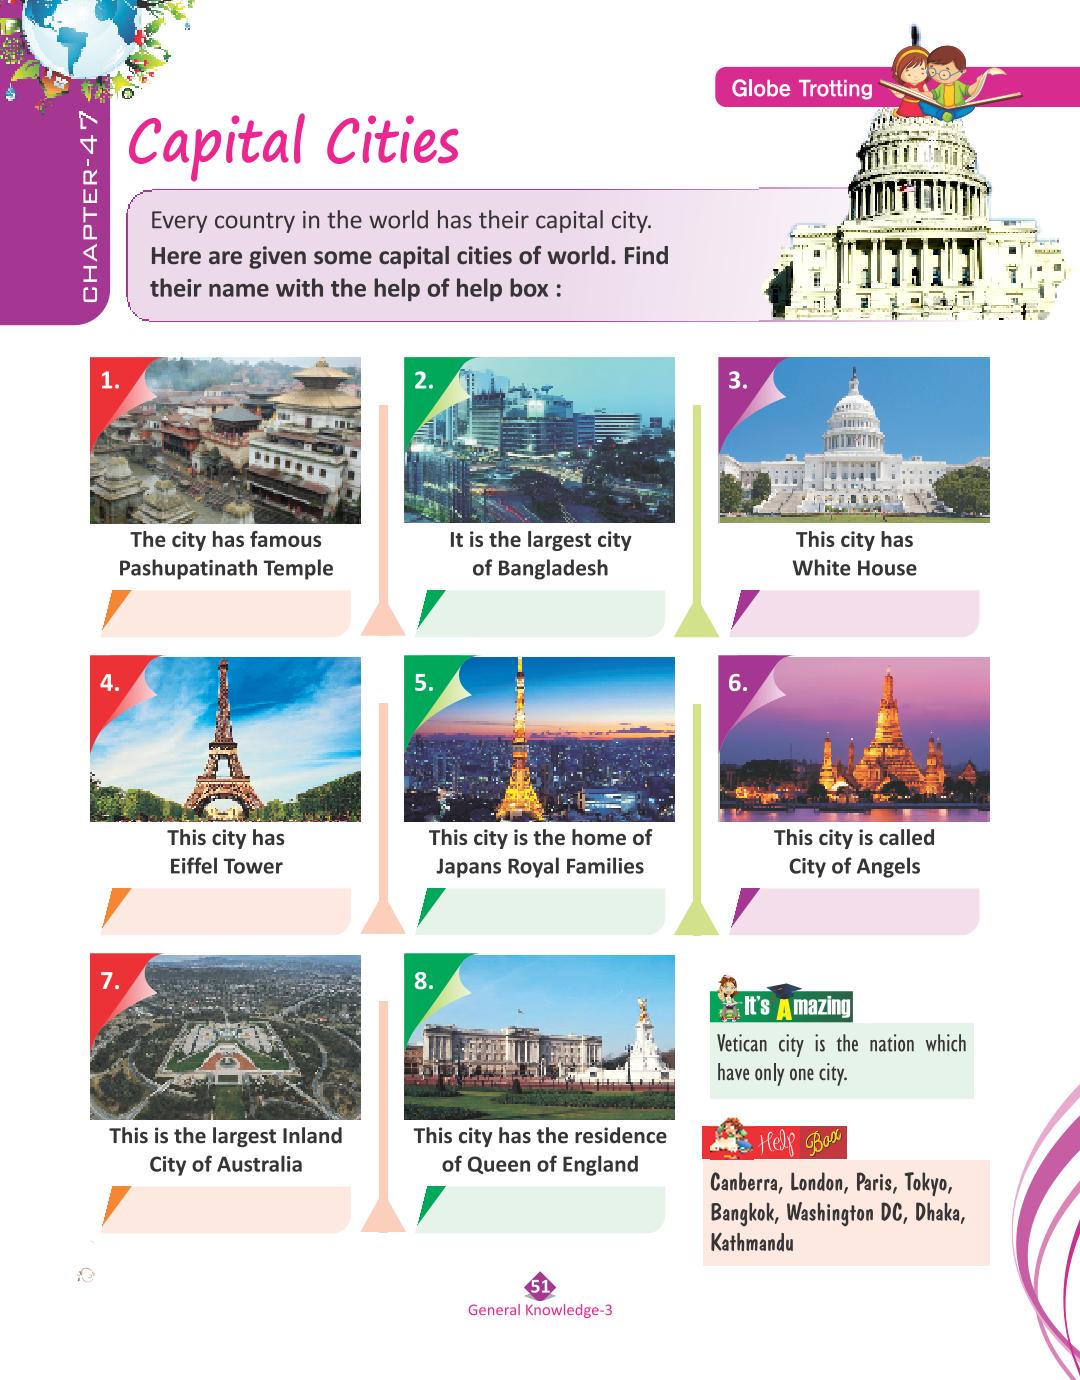 CHAPTER-47
Globe Trotting
Capital Cities
Every country in the world has their capital city.
Here are given some capital cities of world. Find
their name with the help of help box :
1.
The city has famous
Pashupatinath Temple
2.
It is the largest city
of Bangladesh
3.
This city has
White House
4.
This city has
Eiffel Tower
5.
This city is the home of
Japans Royal Families
6.
This city is called
City of Angels
7.
This is the largest Inland
City of Australia
8.
This city has the residence
of Queen of England
It's Amazing
Vetican city is the nation which
have only one city.
Help Box
Canberra, London, Paris, Tokyo,
Bangkok, Washington DC, Dhaka,
Kathmandu
51
General Knowledge-3